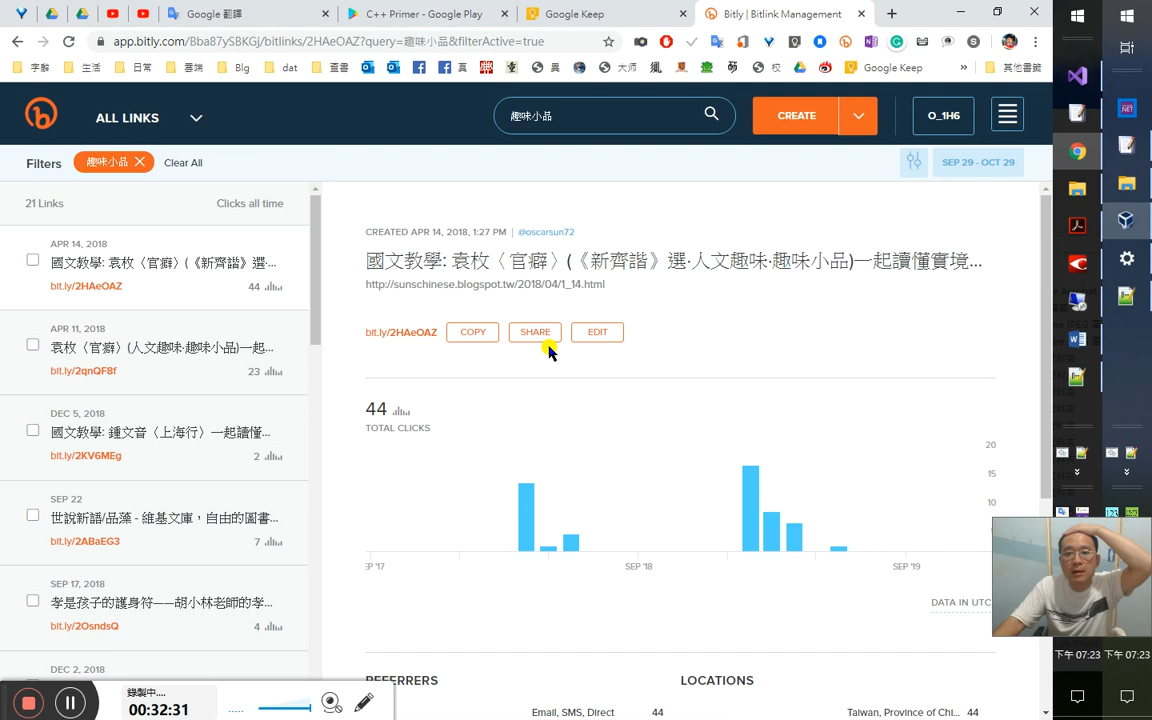 Google 翻譯
C++ Primer - Google Play
Google Keep
Bitly | Bitlink Management
app.bitly.com/Bba87ySBKGj/bitlinks/2HAeOAZ?query=趣味小品&filterActive=true
字辭
生活
日常
雲端
Blg
dat
查書
真
異
大师
校
Google Keep
»
其他書籤
ALL LINKS
趣味小品
CREATE
O_1H6
Filters
趣味小品
Clear All
SEP 29 - OCT 29
21 Links
Clicks all time
APR 14, 2018
國文教學: 袁枚〈官癖〉(《新齊諧》選·...
bit.ly/2HAeOAZ
44
APR 11, 2018
袁枚〈官癖〉(人文趣味·趣味小品)一起...
bit.ly/2qnQF8f
23
DEC 5, 2018
國文教學: 鍾文音〈上海行〉一起讀懂...
bit.ly/2KV6MEg
2
SEP 22
世說新語/品藻 - 維基文庫，自由的圖書...
bit.ly/2ABaEG3
7
SEP 17, 2018
孝是孩子的護身符——胡小林老師的孝...
bit.ly/2OsndsQ
4
DEC 2, 2018
CREATED APR 14, 2018, 1:27 PM | @oscarsun72
國文教學: 袁枚〈官癖〉(《新齊諧》選·人文趣味·趣味小品)一起讀懂實境...
http://sunschinese.blogspot.tw/2018/04/1_14.html
bit.ly/2HAeOAZ
COPY
SHARE
EDIT
44
TOTAL CLICKS
20
15
10
SEP '17
SEP '18
SEP '19
DATA IN UTC
REFERRERS
LOCATIONS
Email, SMS, Direct
44
Taiwan, Province of Chi...
44
錄製中....
00:32:31
下午 07:23
下午 07:23